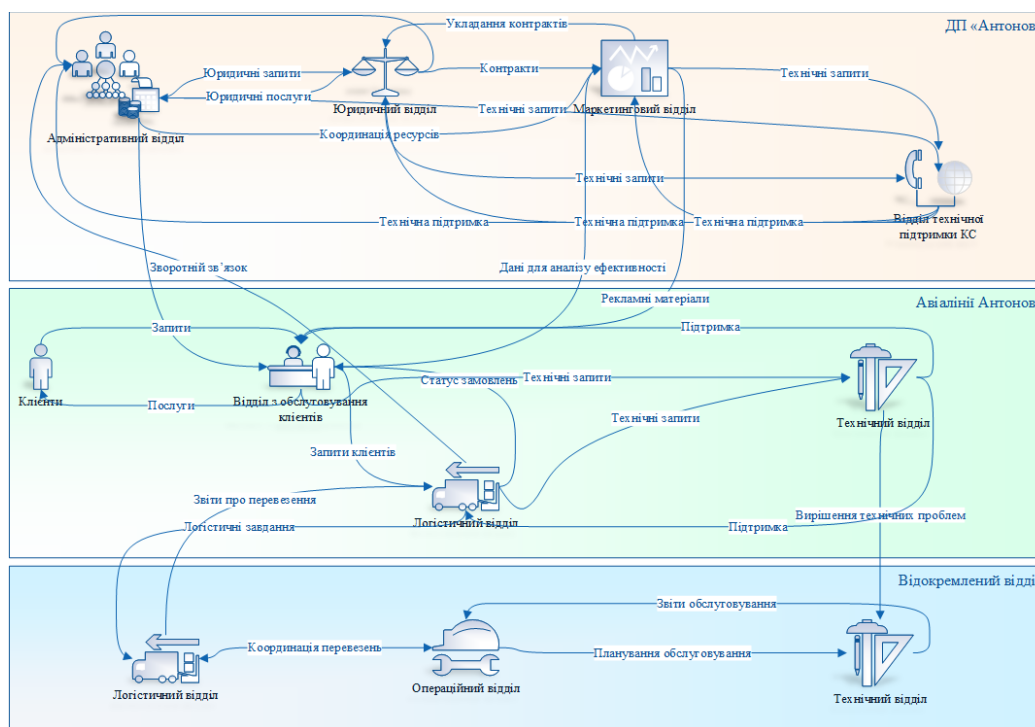 ДП «Антонов
Укладання контрактів
Юридичні запити
Контракти
Технічні запити
Юридичні послуги
Технічні запити
Юридичний відділ
Маркетинговий відділ
Координація ресурсів
Адміністративний відділ
Технічні запити
Технічна підтримка
Технічна підтримка
Технічна підтримка
Відділ технічної
підтримки КС
Зворотній зв’язок
Дані для аналізу ефективності
Рекламні матеріали
Авіалінії Антонов
Запити
Підтримка
Клієнти
Послуги
Відділ з обслуговування
клієнтів
Статус замовлень
Технічні запити
Технічний відділ
Технічні запити
Запити клієнтів
Звіти про перевезення
Логістичний відділ
Логістичні завдання
Підтримка
Вирішення технічних проблем
Відокремлений відді
Звіти обслуговування
Координація перевезень
Планування обслуговування
Логістичний відділ
Операційний відділ
Технічний відділ